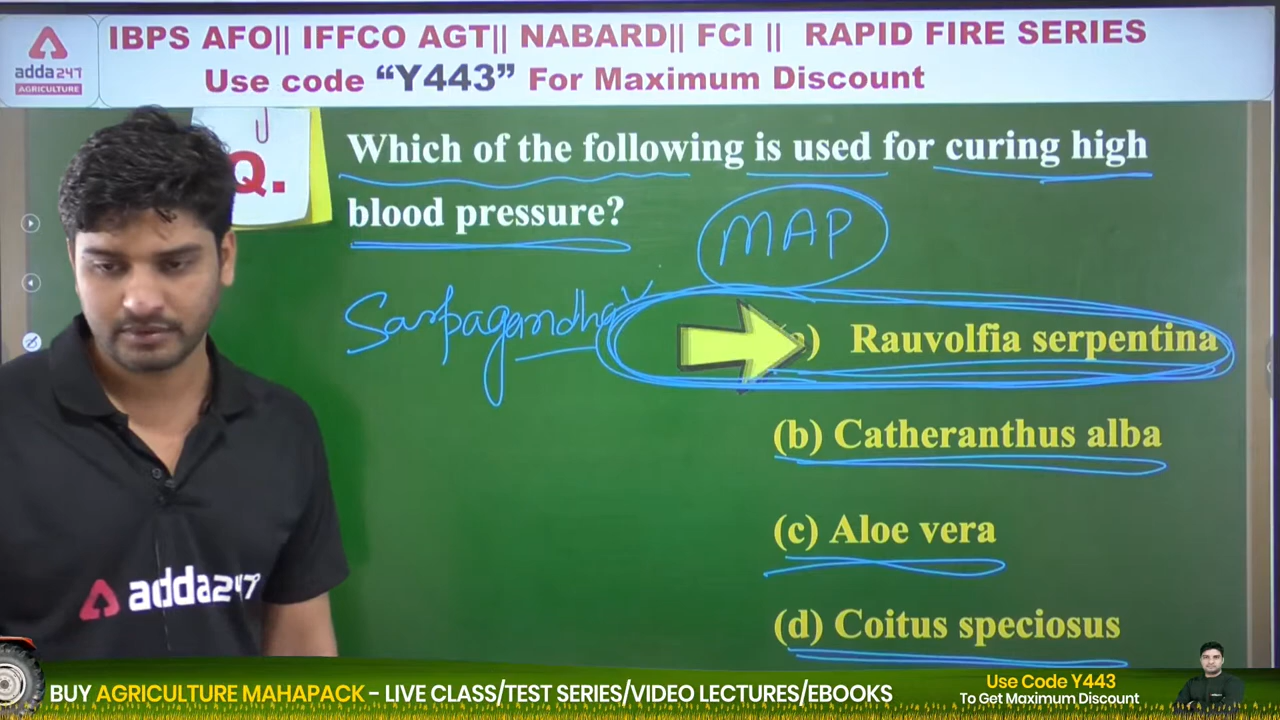 IBPS AFO|| IFFCO AGT|| NABARD|| FCI || RAPID FIRE SERIES
adda247
AGRICULTURE
Use code “Y443” For Maximum Discount
Q.
Which of the following is used for curing high
blood pressure?
MAP
Sarpagandha
a) Rauvolfia serpentina
(b) Catheranthus alba
(c) Aloe vera
(d) Coitus speciosus
adda247
BUY AGRICULTURE MAHAPACK - LIVE CLASS/TEST SERIES/VIDEO LECTURES/EBOOKS
Use Code Y443
To Get Maximum Discount